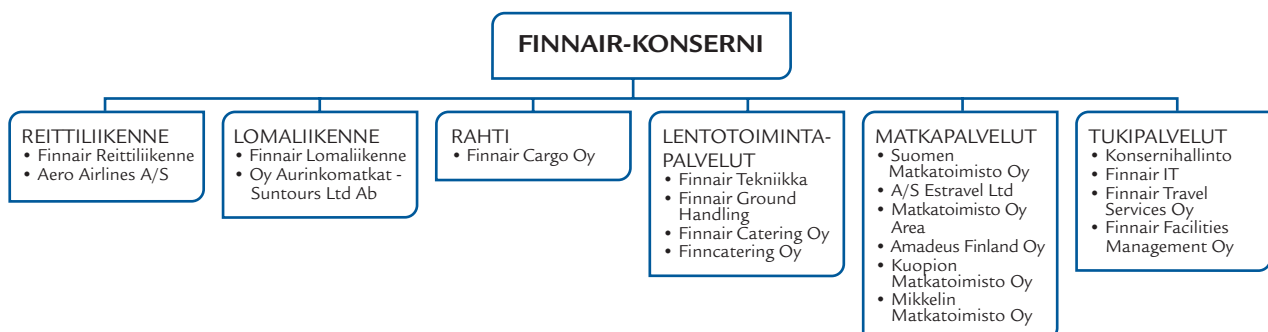 FINNAIR-KONSERNI
REITTILIIKENNE
• Finnair Reittiliikenne
• Aero Airlines A/S
LOMALIIKENNE
• Finnair Lomaliikenne
• Oy Aurinkomatkat -
Suntours Ltd Ab
RAHTI
• Finnair Cargo Oy
LENTOTOIMINTA-
PALVELUT
• Finnair Tekniikka
• Finnair Ground
Handling
• Finnair Catering Oy
• Finncatering Oy
MATKAPALVELUT
• Suomen
Matkatoimisto Oy
• A/S Estravel Ltd
• Matkatoimisto Oy
Area
• Amadeus Finland Oy
• Kuopion
Matkatoimisto Oy
• Mikkelin
Matkatoimisto Oy
TUKIPALVELUT
• Konsernihallinto
• Finnair IT
• Finnair Travel
Services Oy
• Finnair Facilities
Management Oy